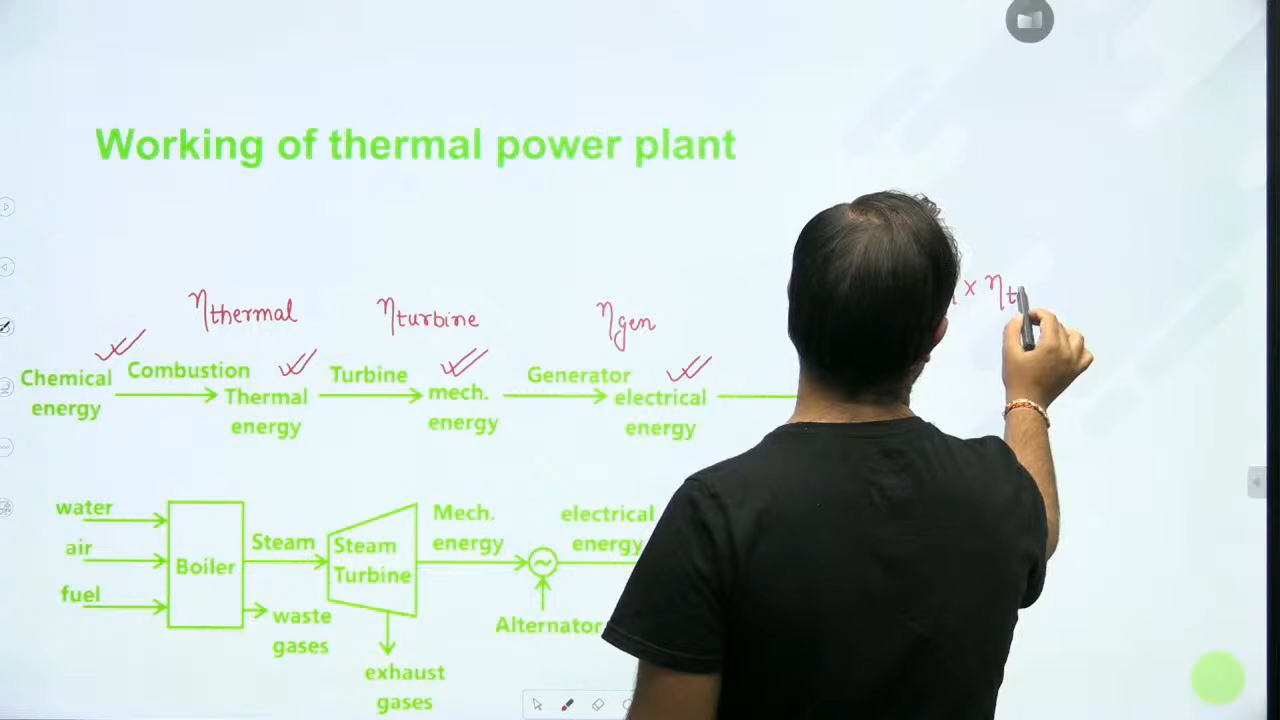 Working of thermal power plant
ηthermal ηturbine ηgen × ηt
Chemical energy Combustion Thermal energy Turbine mech. energy Generator electrical energy
water
air
fuel
Boiler
Steam
waste gases
Steam Turbine
exhaust gases
Mech. energy
~
Alternator
electrical energy